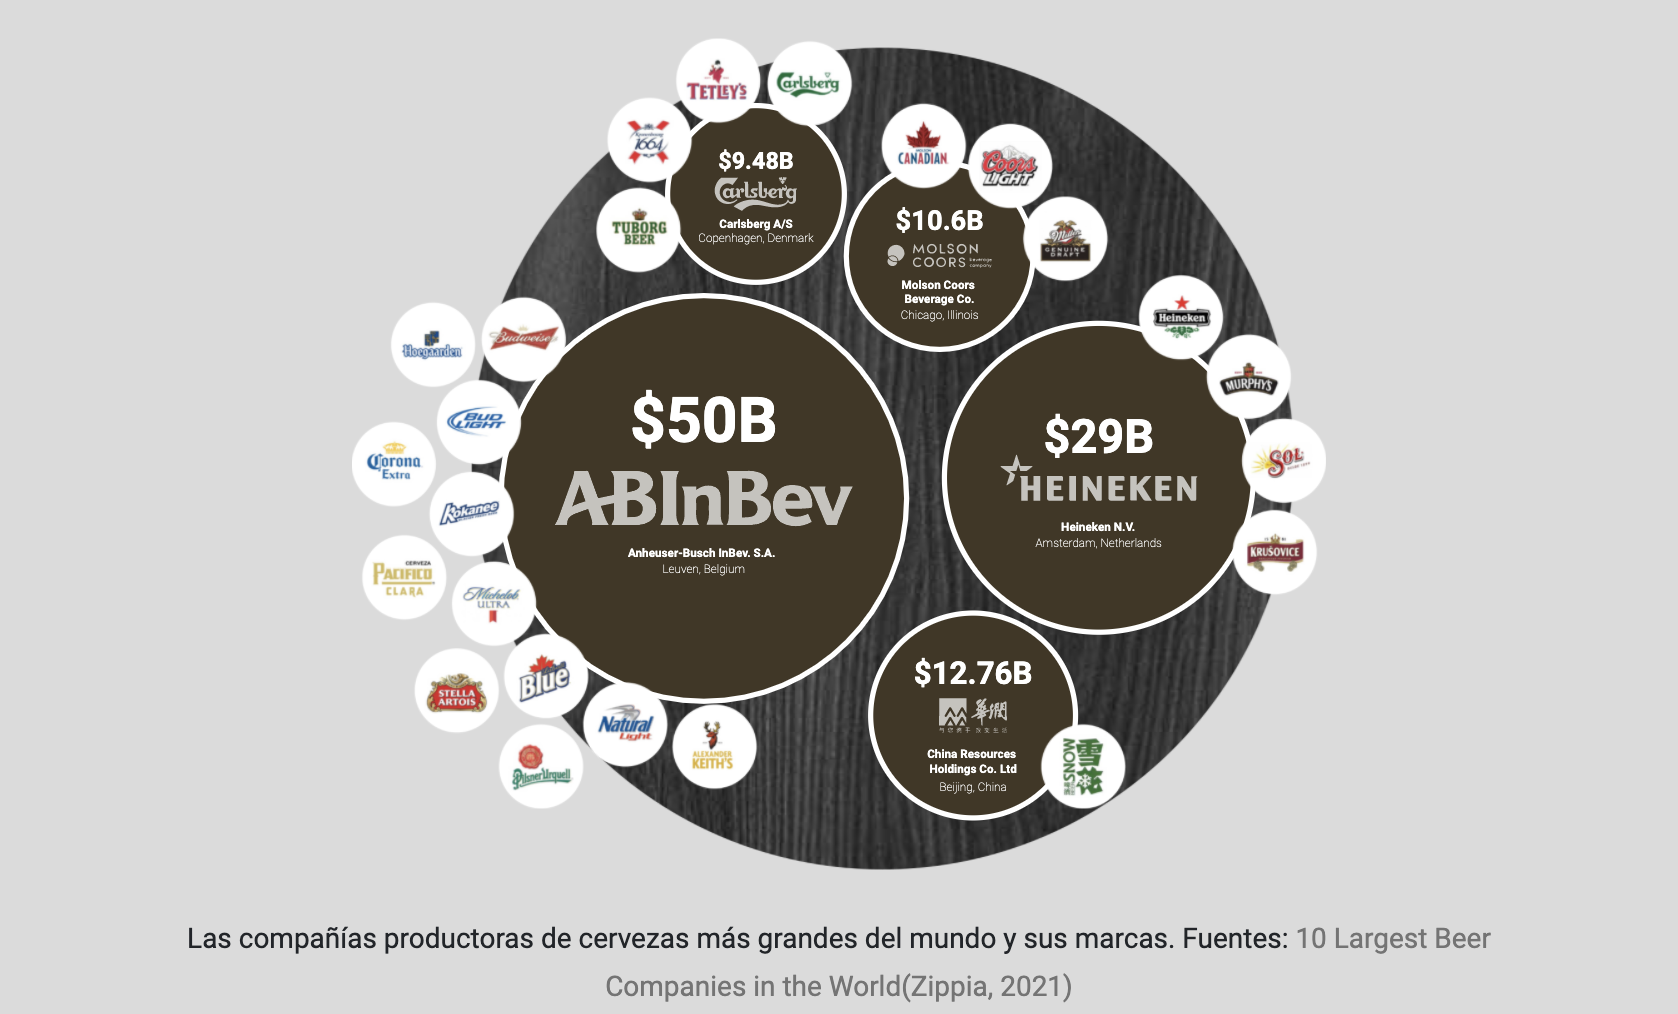 TETLEY'S
Carlsberg
1664
TUBORG
BEER
$9.48B
Carlsberg
Carlsberg A/S
Copenhagen, Denmark
MOLSON
CANADIAN
Coors
LIGHT
Miller
GENUINE
DRAFT
$10.6B
MOLSON
COORS beverage
company
Molson Coors
Beverage Co.
Chicago, Illinois
Hoegaarden
Budweiser
BUD
LIGHT
Corona
Extra
Kokanee
CERVEZA
PACIFICO
CLARA
Michelob
ULTRA
STELLA
ARTOIS
Blue
Natural
Light
Pilsner Urquell
ALEXANDER
KEITH'S
$50B
ABInBev
Anheuser-Busch InBev. S.A.
Leuven, Belgium
Heineken
MURPHY'S
SOL
KRUŠOVICE
$29B
HEINEKEN
Heineken N.V.
Amsterdam, Netherlands
$12.76B
華潤
China Resources
Holdings Co. Ltd
Beijing, China
雪花
SNOW
Las compañías productoras de cervezas más grandes del mundo y sus marcas. Fuentes: 10 Largest Beer
Companies in the World(Zippia, 2021)